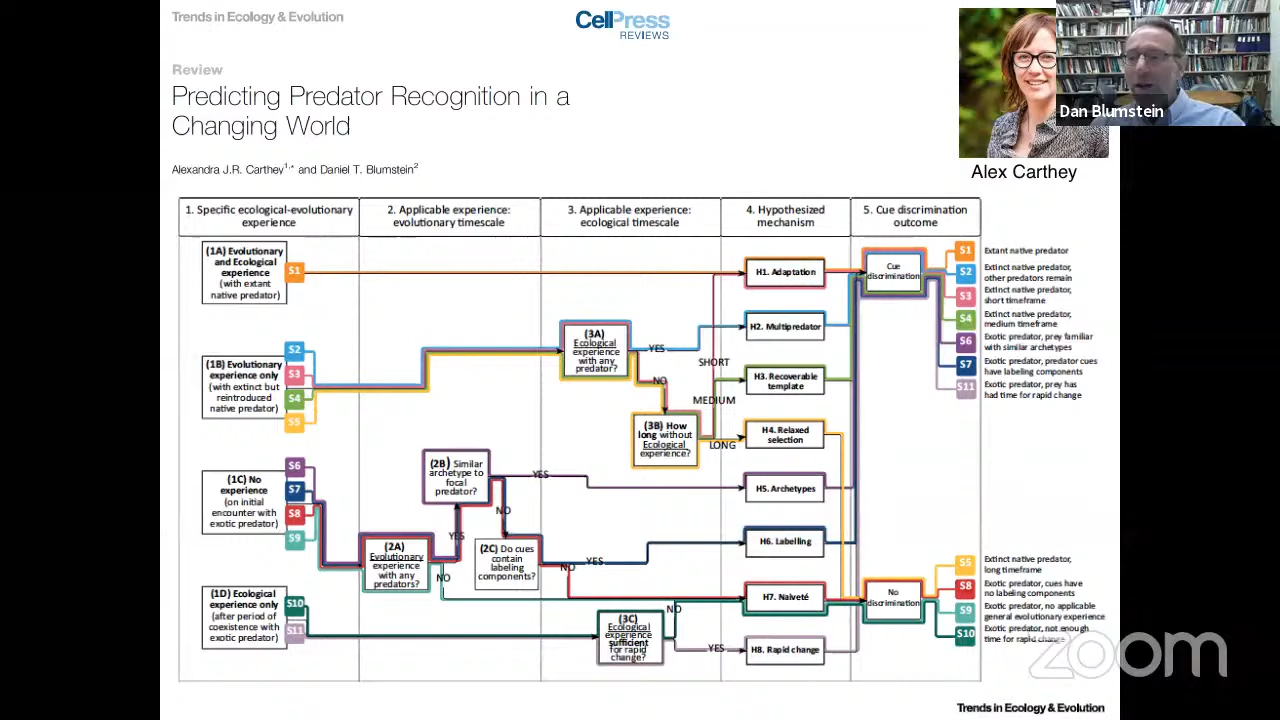 Trends in Ecology & Evolution
CellPress
REVIEWS
Review
Predicting Predator Recognition in a
Changing World
Alexandra J.R. Carthey1,* and Daniel T. Blumstein2
Dan Blumstein
Alex Carthey
1. Specific ecological-evolutionary
experience
2. Applicable experience:
evolutionary timescale
3. Applicable experience:
ecological timescale
4. Hypothesized
mechanism
5. Cue discrimination
outcome
(1A) Evolutionary
and Ecological
experience
(with extant
native predator)
S1
(1B) Evolutionary
experience only
(with extinct but
reintroduced
native predator)
S2
S3
S4
S5
(1C) No
experience
(on initial
encounter with
exotic predator)
S6
S7
S8
S9
(1D) Ecological
experience only
(after period of
coexistence with
exotic predator)
S10
S11
(2A)
Evolutionary
experience
with any
predators?
YES
NO
(2B) Similar
archetype to
focal
predator?
YES
NO
(2C) Do cues
contain
labeling
components?
YES
NO
(3A)
Ecological
experience
with any
predator?
YES
NO
(3B) How
long without
Ecological
experience?
SHORT
MEDIUM
LONG
(3C)
Ecological
experience
sufficient
for rapid
change?
NO
YES
H1. Adaptation
H2. Multipredator
H3. Recoverable
template
H4. Relaxed
selection
H5. Archetypes
H6. Labelling
H7. Naiveté
H8. Rapid change
Cue
discrimination
No
discrimination
S1 Extant native predator
S2 Extinct native predator,
other predators remain
S3 Extinct native predator,
short timeframe
S4 Extinct native predator,
medium timeframe
S6 Exotic predator, prey familiar
with similar archetypes
S7 Exotic predator, predator cues
have labeling components
S11 Exotic predator, prey has
had time for rapid change
S5 Extinct native predator,
long timeframe
S8 Exotic predator, cues have
no labeling components
S9 Exotic predator, no applicable
general evolutionary experience
S10 Exotic predator, not enough
time for rapid change
zoom
Trends in Ecology & Evolution